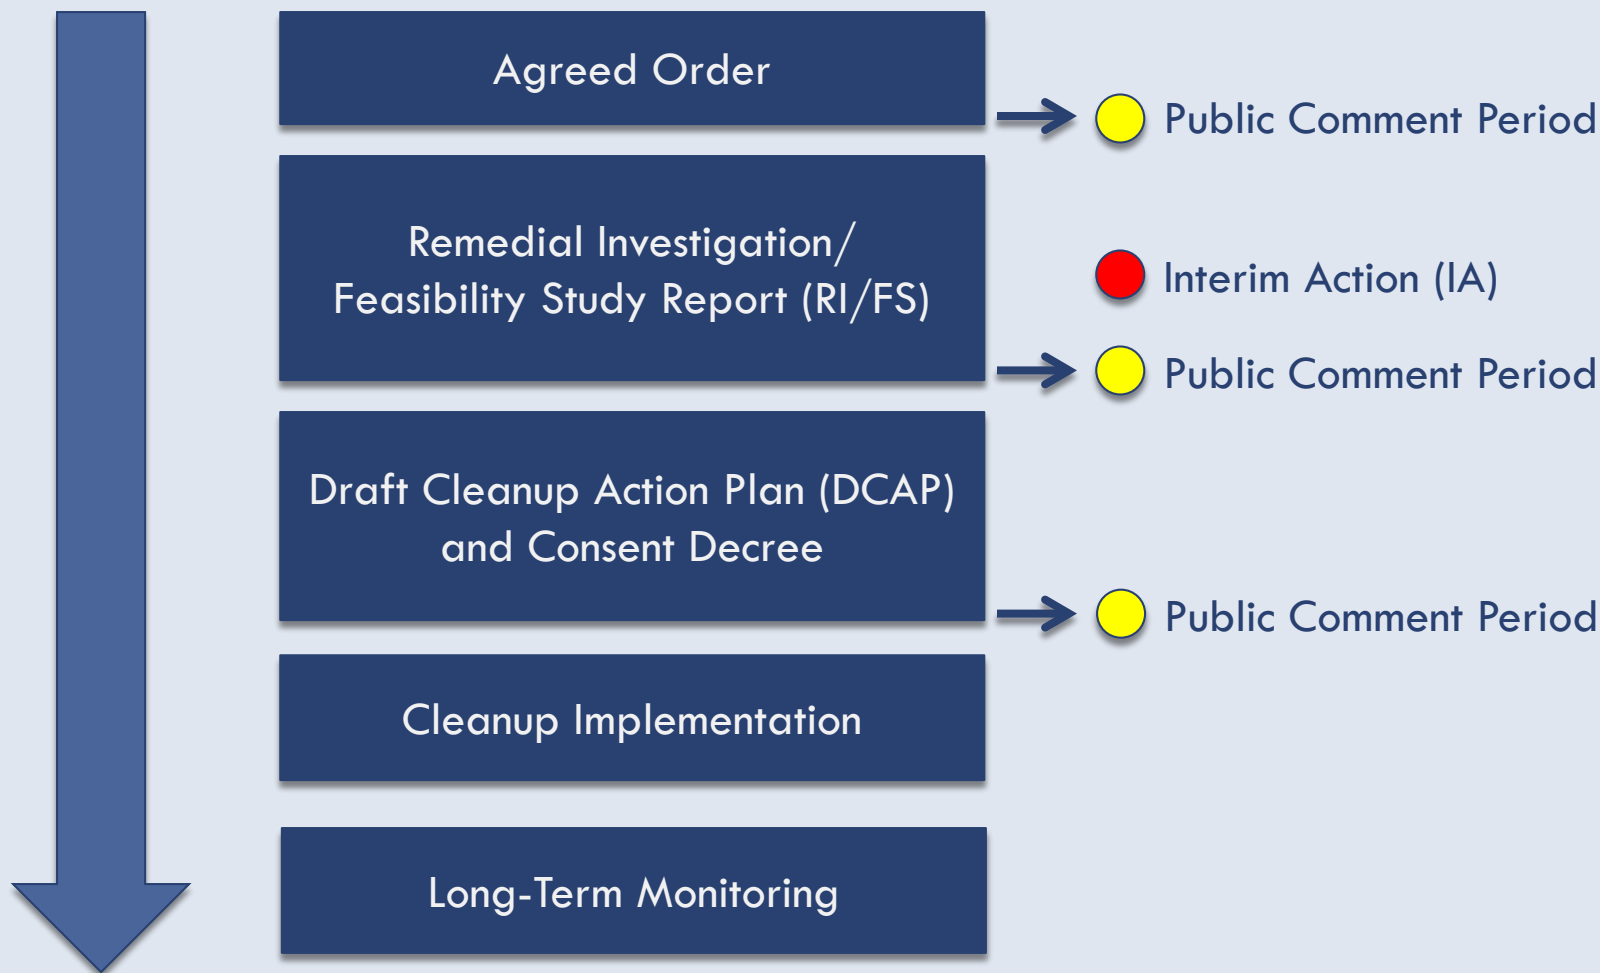 Agreed Order
Public Comment Period
Remedial Investigation/
Feasibility Study Report (RI/FS)
Interim Action (IA)
Public Comment Period
Draft Cleanup Action Plan (DCAP)
and Consent Decree
Public Comment Period
Cleanup Implementation
Long-Term Monitoring